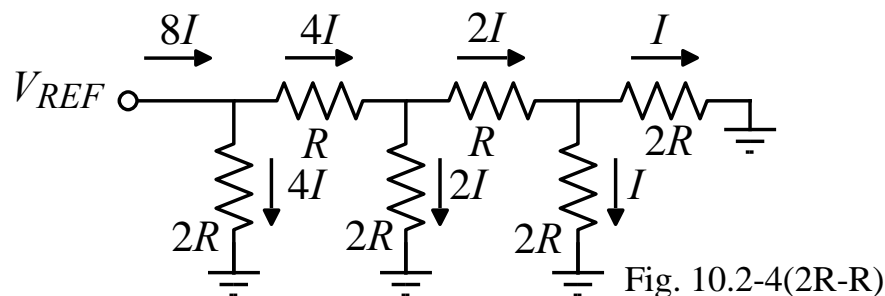 8I 4I 2I I
V_REF
R R 2R
4I 2I I
2R 2R 2R
Fig. 10.2-4(2R-R)